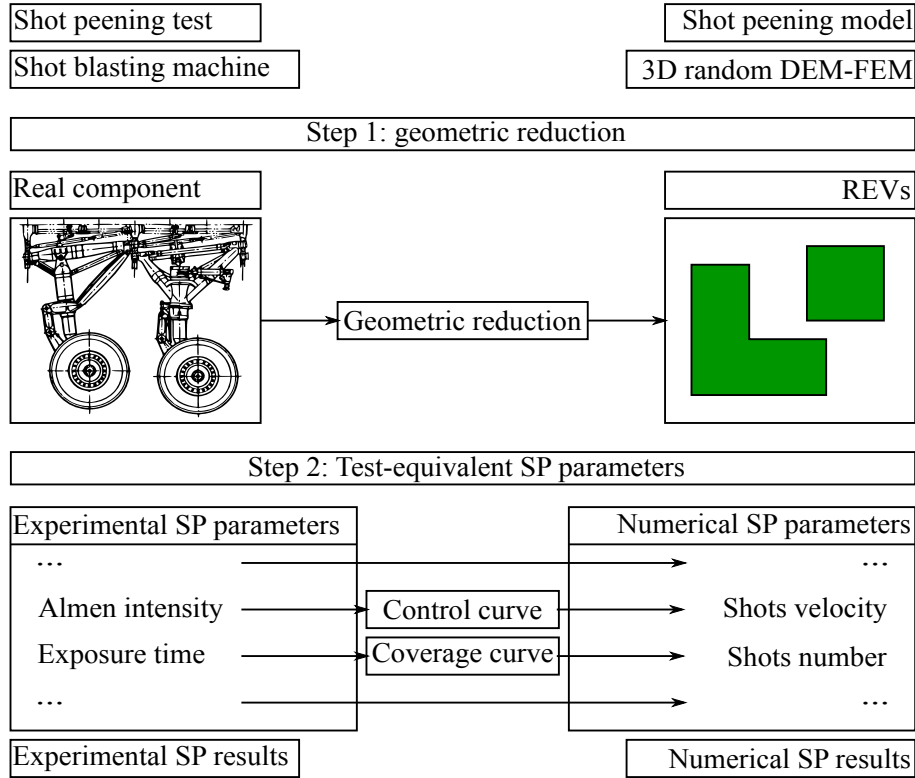 Shot peening test
Shot peening model
Shot blasting machine
3D random DEM-FEM
Step 1: geometric reduction
Real component
REVs
Geometric reduction
Step 2: Test-equivalent SP parameters
Experimental SP parameters
Numerical SP parameters
...
...
Almen intensity
Control curve
Shots velocity
Exposure time
Coverage curve
Shots number
...
...
Experimental SP results
Numerical SP results